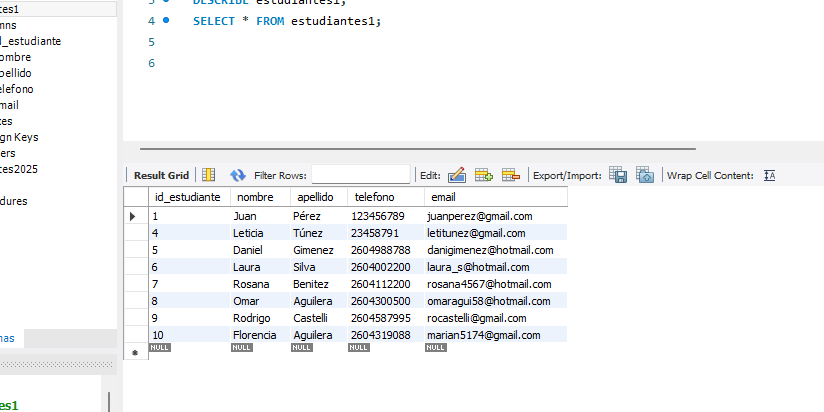 tes1
mns
d_estudiante
ombre
pellido
elefono
mail
es
gn Keys
ers
tes2025
dures
mas
es1
3 DESCRIBE estudiantes1;
4 SELECT * FROM estudiantes1;
5
6
Result Grid Filter Rows: Edit: Export/Import: Wrap Cell Content:
id_estudiante nombre apellido telefono email
1 Juan Pérez 123456789 juanperez@gmail.com
4 Leticia Túnez 23458791 letitunez@gmail.com
5 Daniel Gimenez 2604988788 danigimenez@hotmail.com
6 Laura Silva 2604002200 laura_s@hotmail.com
7 Rosana Benitez 2604112200 rosana4567@hotmail.com
8 Omar Aguilera 2604300500 omaragui58@hotmail.com
9 Rodrigo Castelli 2604587995 rocastelli@gmail.com
10 Florencia Aguilera 2604319088 marian5174@gmail.com
NULL NULL NULL NULL NULL